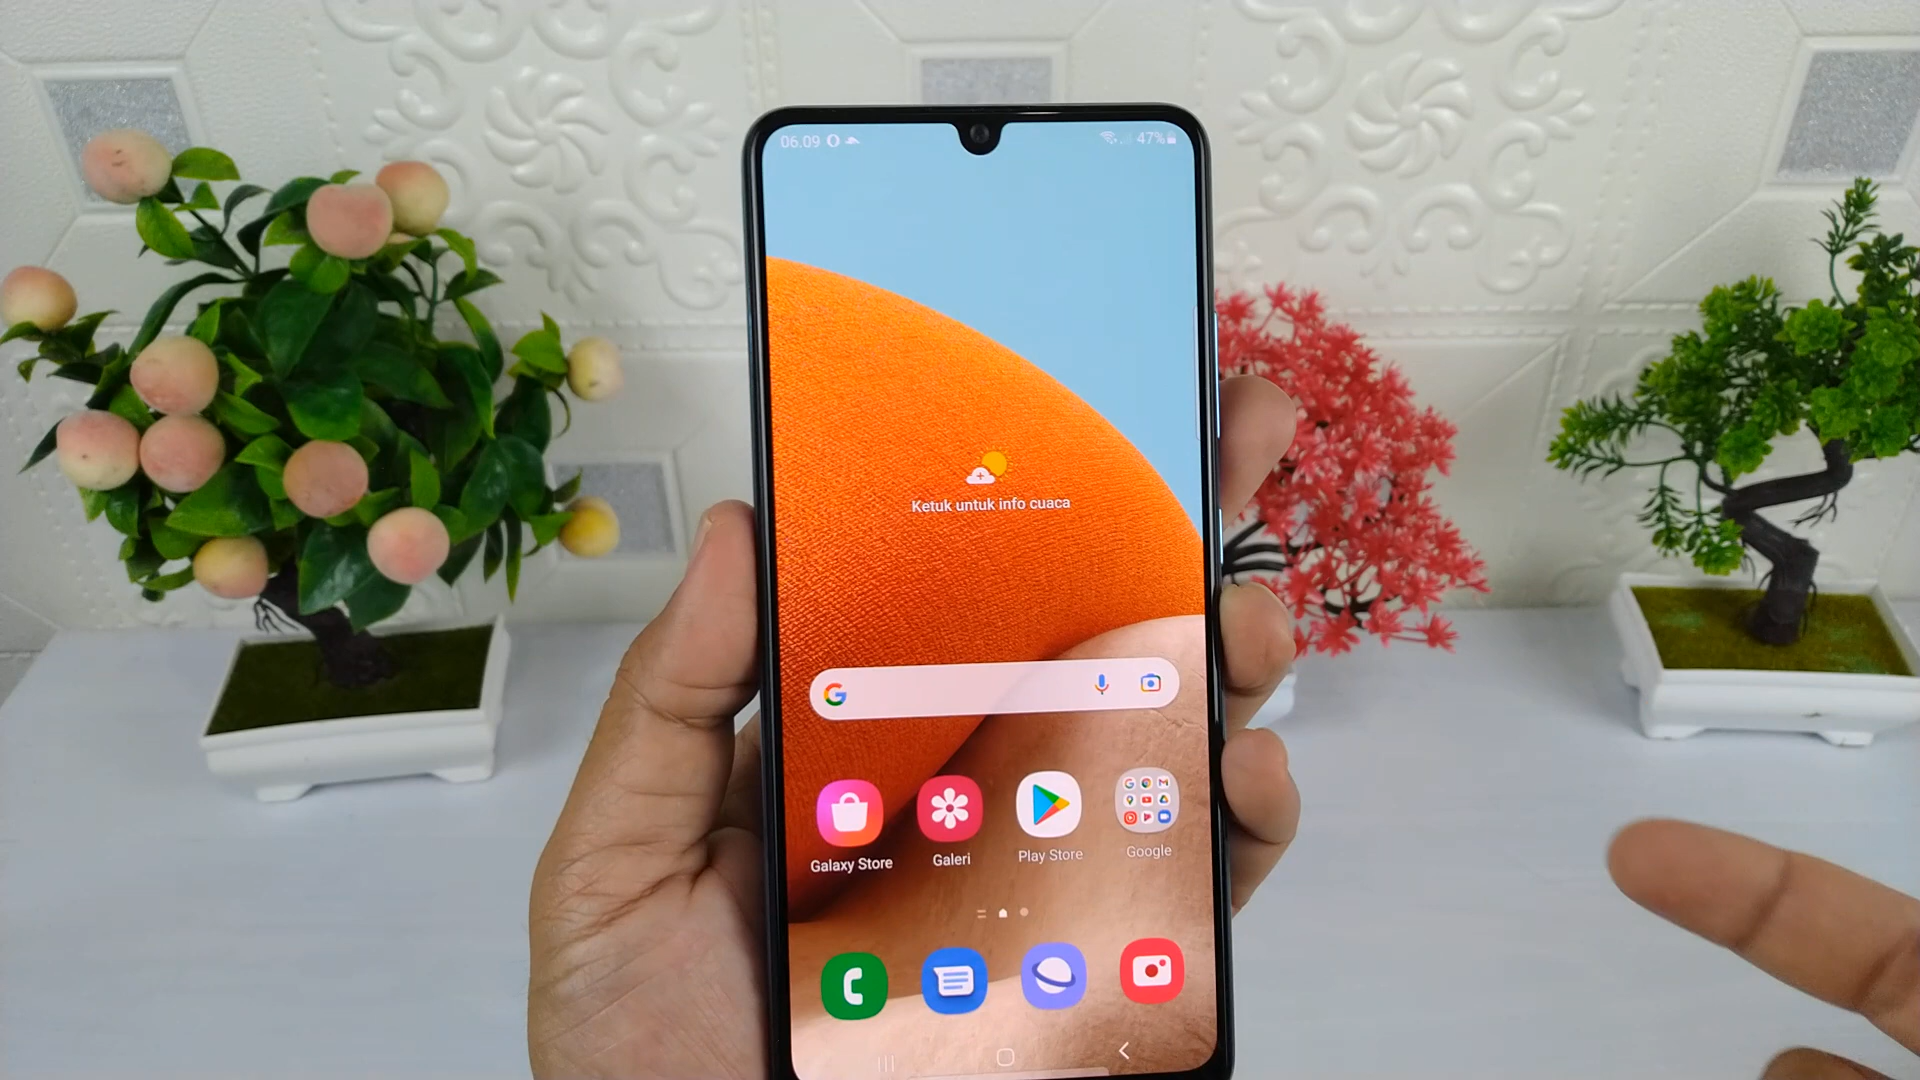 06.09
47%
Ketuk untuk info cuaca
Galaxy Store
Galeri
Play Store
Google